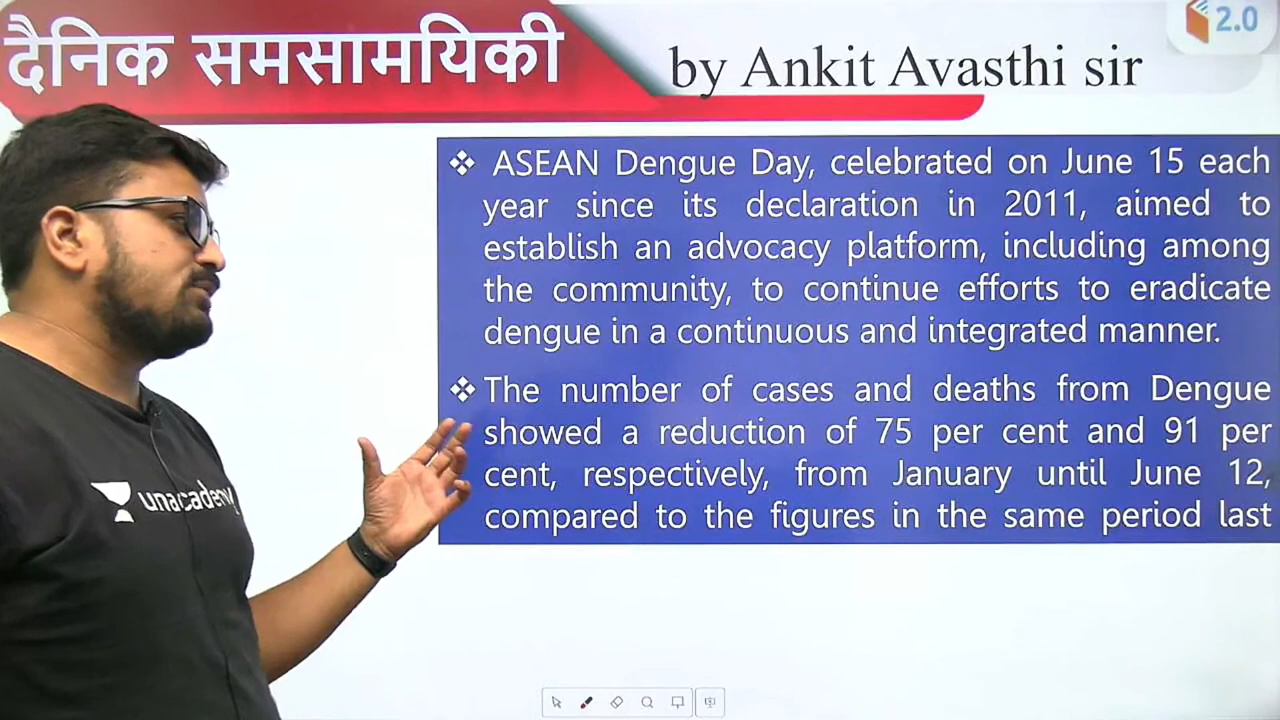 दैनिक समसामयिकी
by Ankit Avasthi sir
2.0
❖ ASEAN Dengue Day, celebrated on June 15 each
year since its declaration in 2011, aimed to
establish an advocacy platform, including among
the community, to continue efforts to eradicate
dengue in a continuous and integrated manner.
❖ The number of cases and deaths from Dengue
showed a reduction of 75 per cent and 91 per
cent, respectively, from January until June 12,
compared to the figures in the same period last
unacademy